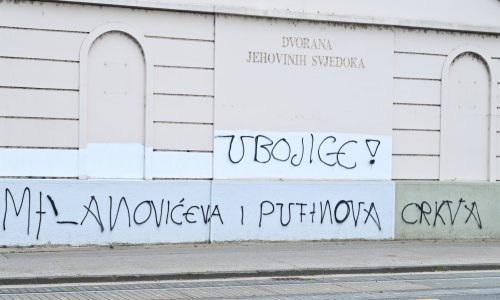 DVORANA
JEHOVINIH SVJEDOKA
UBOJICE!
MILANOVIĆEVA I PUTINOVA CRKVA